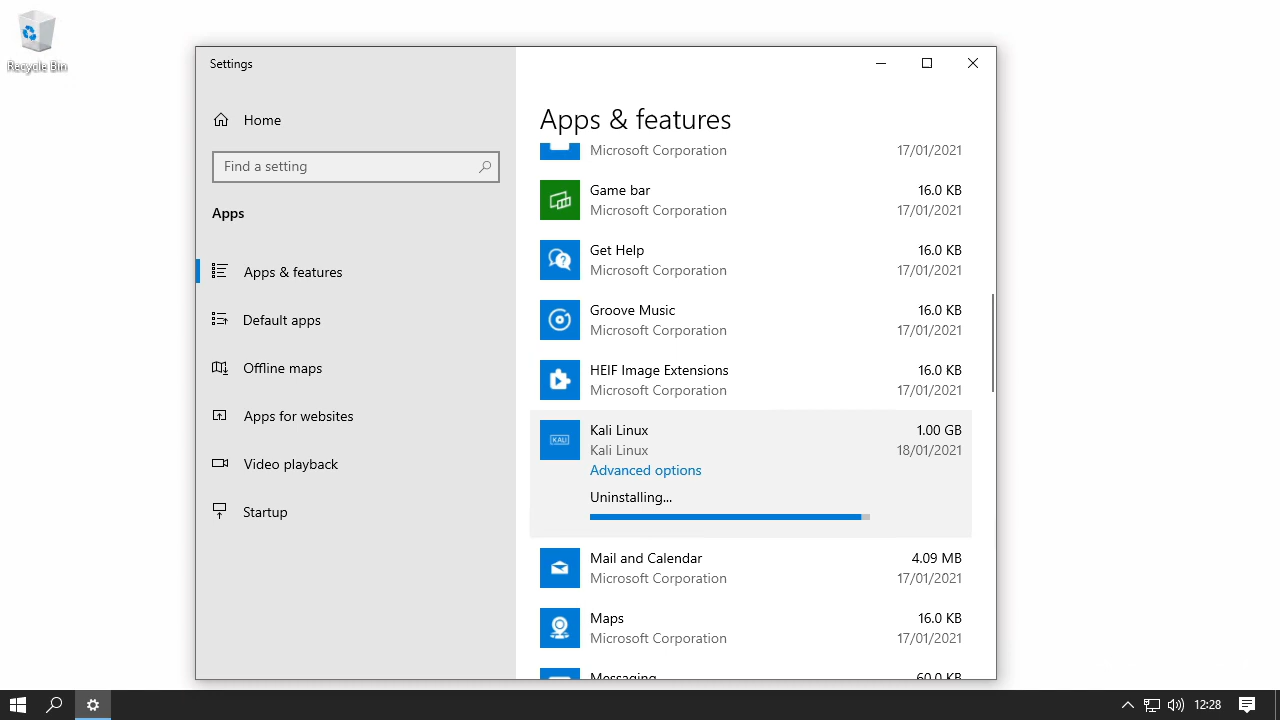 Recycle Bin
Settings
Home
Find a setting
Apps
Apps & features
Default apps
Offline maps
Apps for websites
Video playback
Startup
Apps & features
Microsoft Corporation 17/01/2021
Game bar 16.0 KB
Microsoft Corporation 17/01/2021
Get Help 16.0 KB
Microsoft Corporation 17/01/2021
Groove Music 16.0 KB
Microsoft Corporation 17/01/2021
HEIF Image Extensions 16.0 KB
Microsoft Corporation 17/01/2021
KALI
Kali Linux 1.00 GB
Kali Linux 18/01/2021
Advanced options
Uninstalling...
Mail and Calendar 4.09 MB
Microsoft Corporation 17/01/2021
Maps 16.0 KB
Microsoft Corporation 17/01/2021
Messaging 60.0 KB
12:28